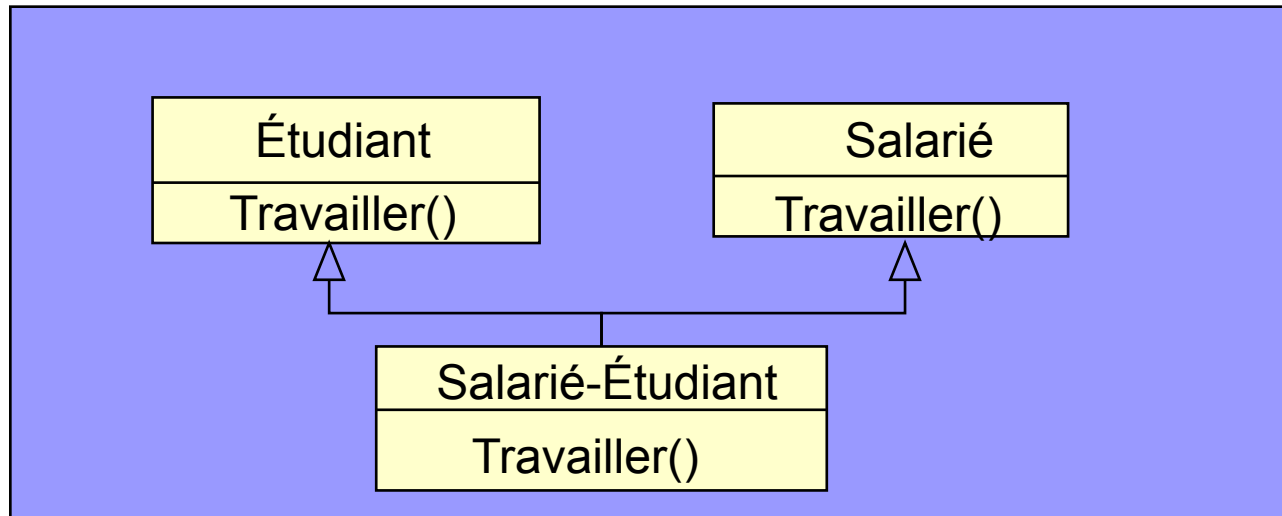 Étudiant
Travailler()
Salarié
Travailler()
Salarié-Étudiant
Travailler()